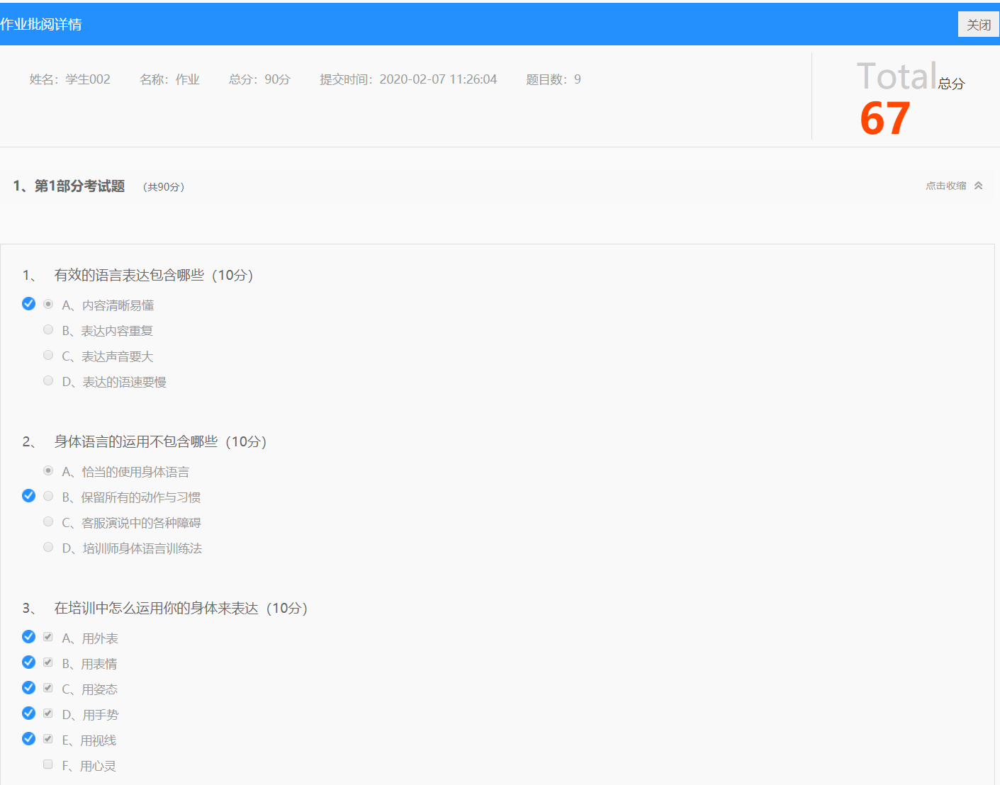 作业批阅详情 关闭
姓名：学生002 名称：作业 总分：90分 提交时间：2020-02-07 11:26:04 题目数：9
Total总分
67
1、第1部分考试题 （共90分） 点击收缩
1、 有效的语言表达包含哪些（10分）
A、内容清晰易懂
B、表达内容重复
C、表达声音要大
D、表达的语速要慢
2、 身体语言的运用不包含哪些（10分）
A、恰当的使用身体语言
B、保留所有的动作与习惯
C、客服演说中的各种障碍
D、培训师身体语言训练法
3、 在培训中怎么运用你的身体来表达（10分）
A、用外表
B、用表情
C、用姿态
D、用手势
E、用视线
F、用心灵